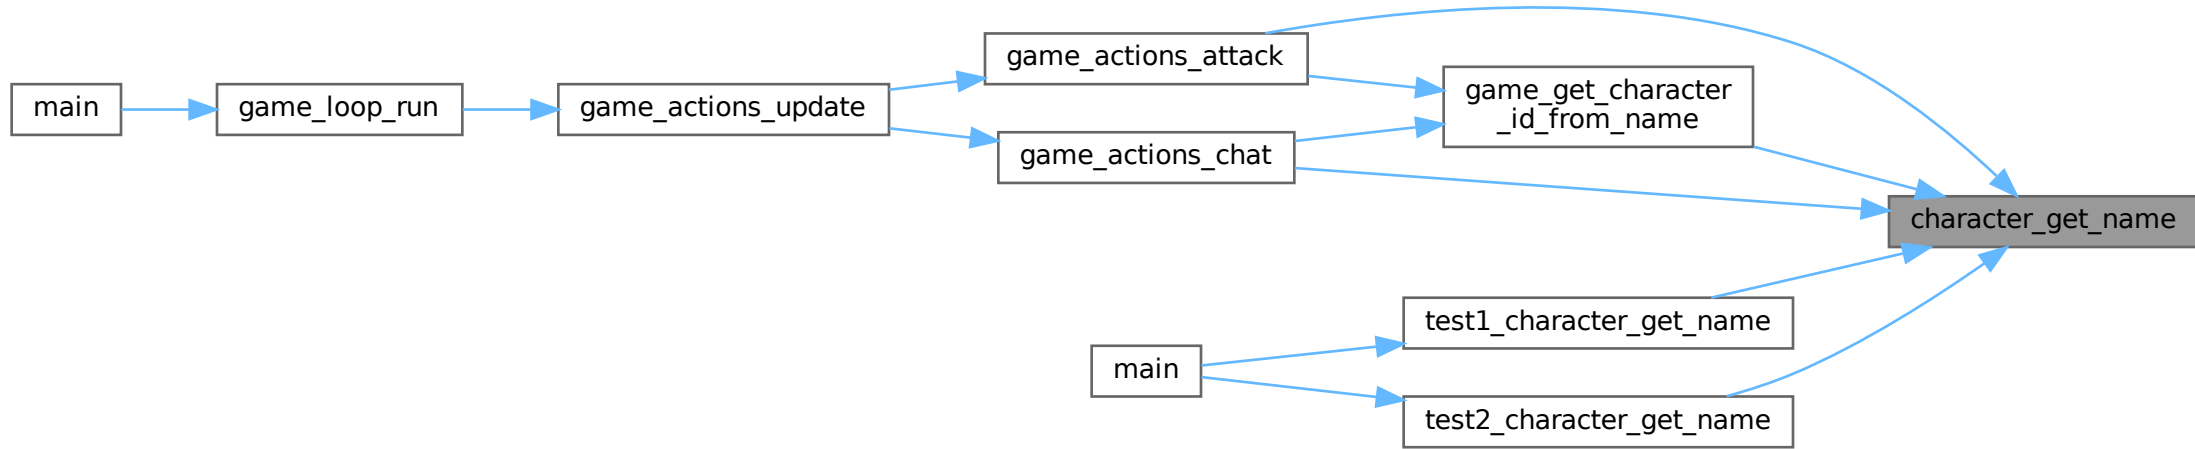 main
game_loop_run
game_actions_update
game_actions_attack
game_actions_chat
game_get_character
_id_from_name
character_get_name
main
test1_character_get_name
test2_character_get_name